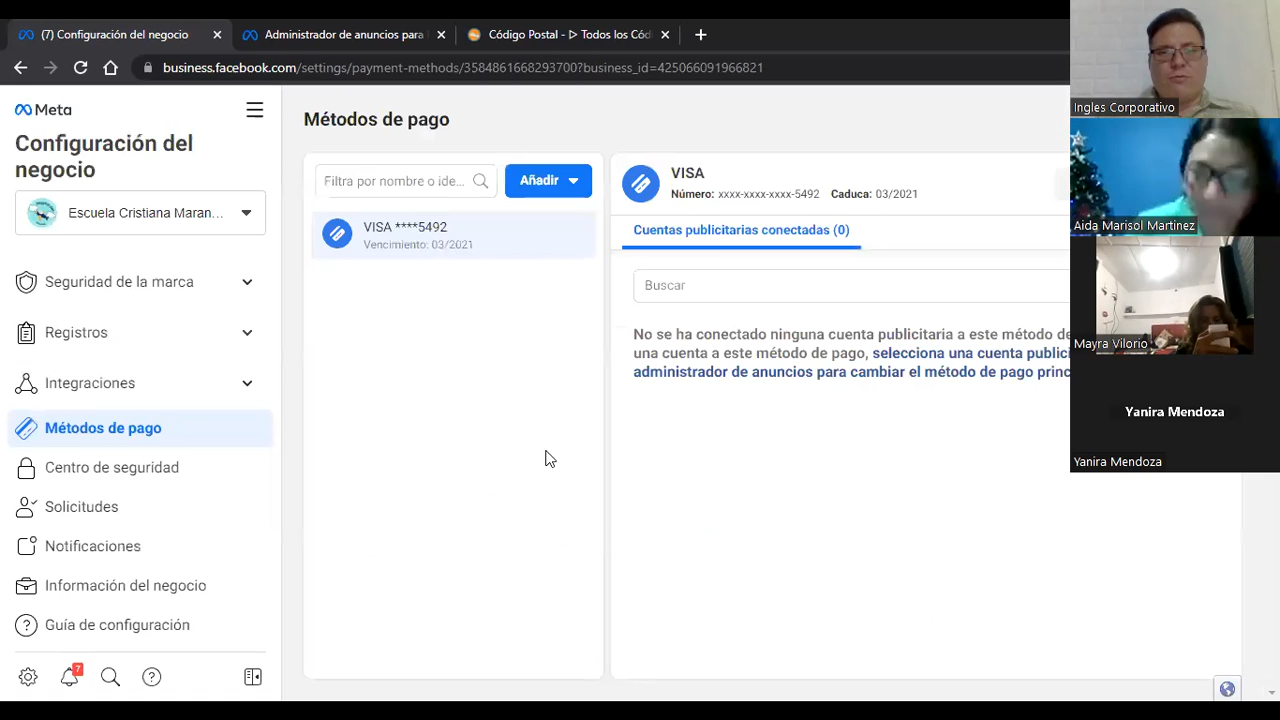 (7) Configuración del negocio
Administrador de anuncios para
Código Postal - ▷ Todos los Cód
business.facebook.com/settings/payment-methods/3584861668293700?business_id=425066091966821
Meta
Configuración del
negocio
Escuela Cristiana Maran...
Seguridad de la marca
Registros
Integraciones
Métodos de pago
Centro de seguridad
Solicitudes
Notificaciones
Información del negocio
Guía de configuración
7
Métodos de pago
Filtra por nombre o ide...
Añadir
VISA ****5492
Vencimiento: 03/2021
VISA
Número: xxxx-xxxx-xxxx-5492 Caduca: 03/2021
Cuentas publicitarias conectadas (0)
Buscar
No se ha conectado ninguna cuenta publicitaria a este método de
una cuenta a este método de pago, selecciona una cuenta public
administrador de anuncios para cambiar el método de pago princ
Ingles Corporativo
Aida Marisol Martinez
Mayra Vilorio
Yanira Mendoza
Yanira Mendoza